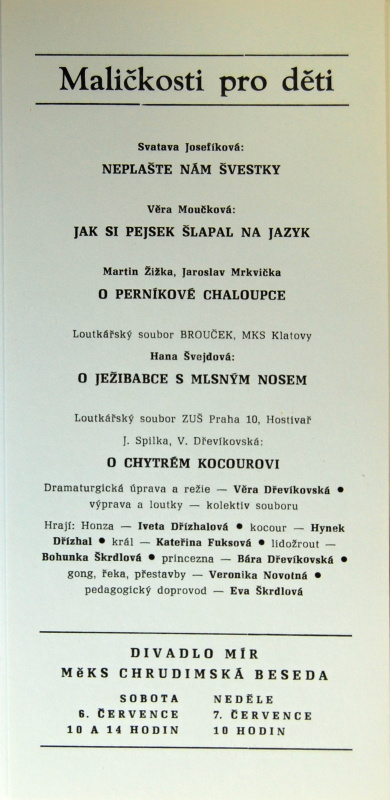 Maličkosti pro děti
Svatava Josefíková:
NEPLAŠTE NÁM ŠVESTKY
Věra Moučková:
JAK SI PEJSEK ŠLAPAL NA JAZYK
Martin Žižka, Jaroslav Mrkvička
O PERNÍKOVÉ CHALOUPCE
Loutkářský soubor BROUČEK, MKS Klatovy
Hana Švejdová:
O JEŽIBABCE S MLSNÝM NOSEM
Loutkářský soubor ZUŠ Praha 10, Hostivař
J. Spilka, V. Dřevíkovská:
O CHYTRÉM KOCOUROVI
Dramaturgická úprava a režie — Věra Dřevíkovská ●
výprava a loutky — kolektiv souboru
Hrají: Honza — Iveta Dřízhalová ● kocour — Hynek
Dřízhal ● král — Kateřina Fuksová ● lidožrout —
Bohunka Škrdlová ● princezna — Bára Dřevíkovská ●
gong, řeka, přestavby — Veronika Novotná ●
pedagogický doprovod — Eva Škrdlová
DIVADLO MÍR
MěKS CHRUDIMSKÁ BESEDA
SOBOTA NEDĚLE
6. ČERVENCE 7. ČERVENCE
10 A 14 HODIN 10 HODIN